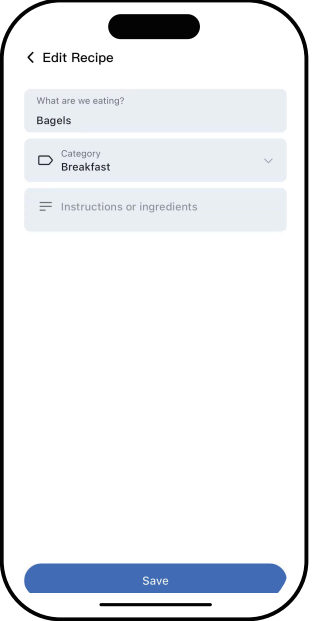 Edit Recipe
What are we eating?
Bagels
Category
Breakfast
Instructions or ingredients
Save